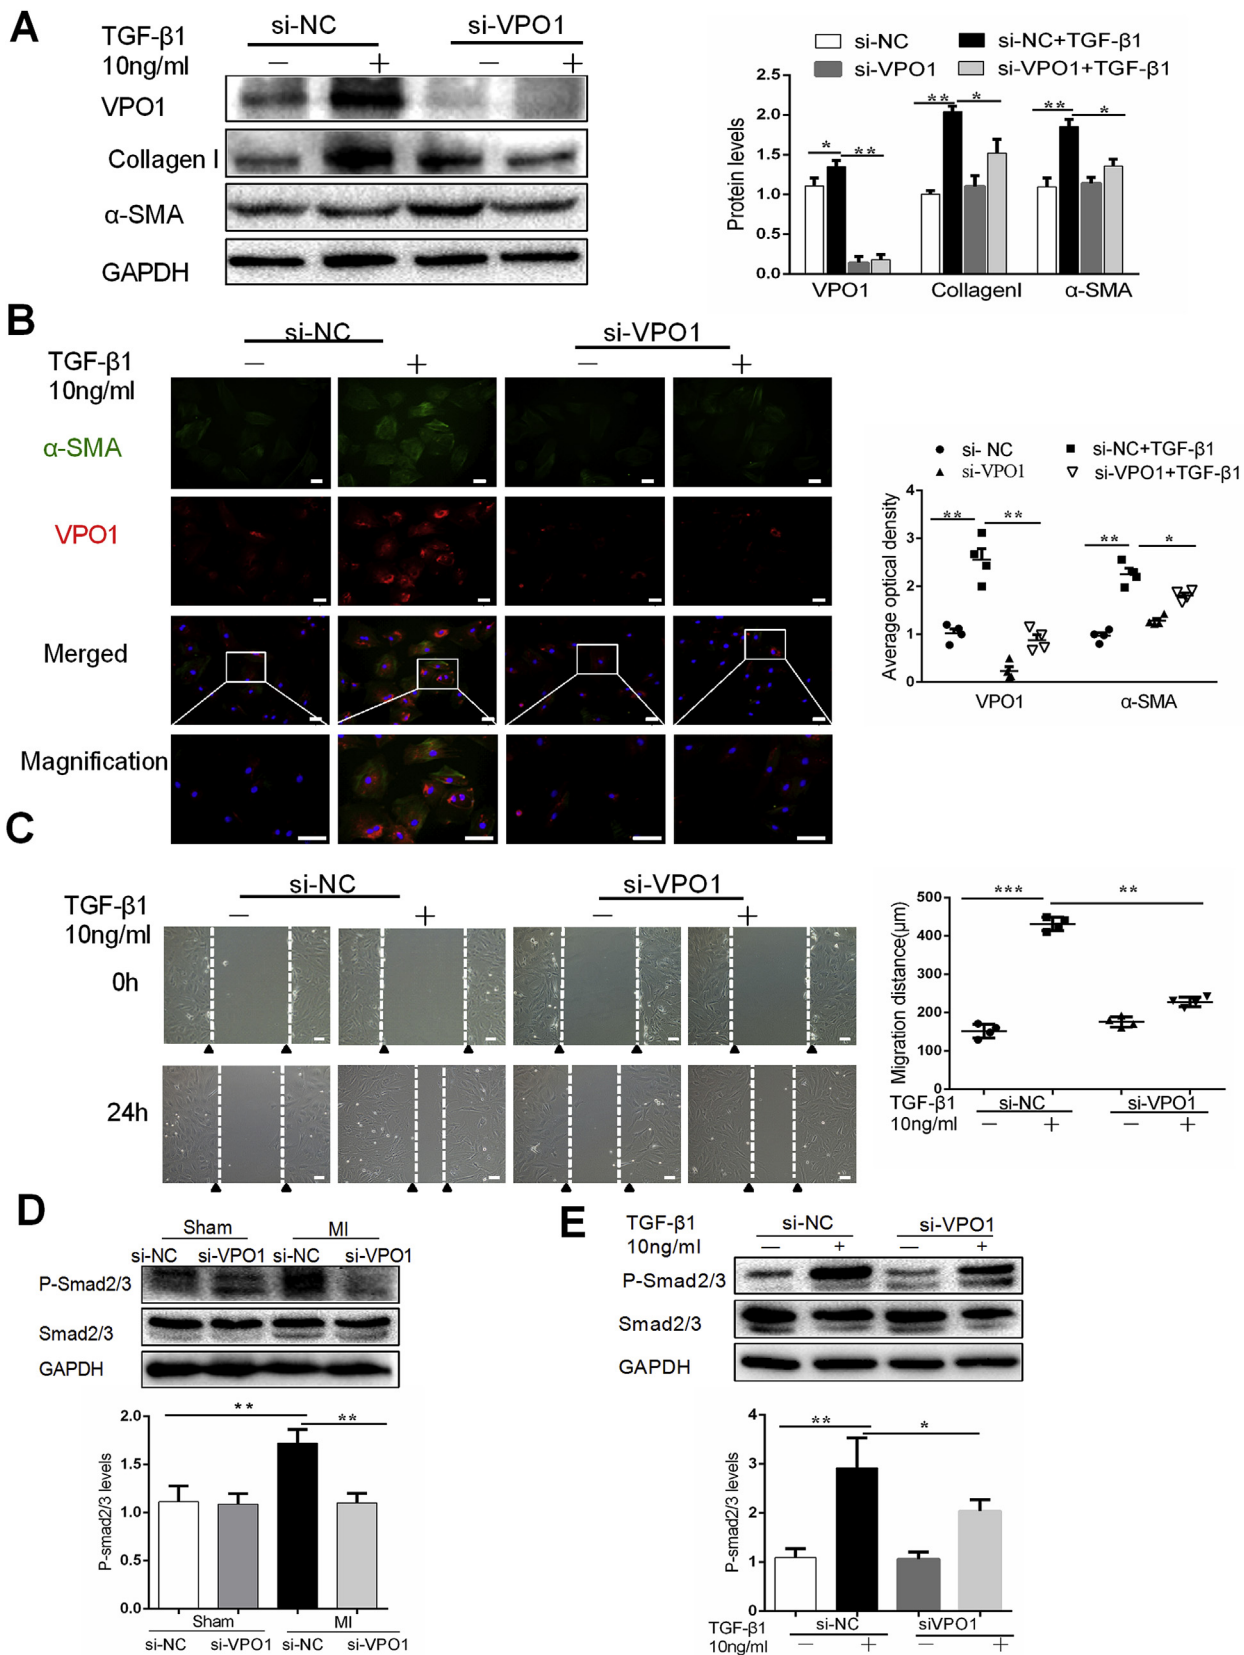 A
TGF-β1
10ng/ml
si-NC
si-VPO1
— + — +
VPO1
Collagen I
α-SMA
GAPDH
si-NC
si-NC+TGF-β1
si-VPO1
si-VPO1+TGF-β1
Protein levels
2.5
2.0
1.5
1.0
0.5
0.0
* **
** *
** *
VPO1
CollagenI
α-SMA
B
TGF-β1
10ng/ml
si-NC
si-VPO1
— + — +
α-SMA
VPO1
Merged
Magnification
si- NC
si-NC+TGF-β1
si-VPO1
si-VPO1+TGF-β1
Average optical density
4
3
2
1
0
** **
** *
VPO1
α-SMA
C
TGF-β1
10ng/ml
si-NC
si-VPO1
— + — +
0h
24h
Migration distance(μm)
500
400
300
200
100
0
*** **
TGF-β1
10ng/ml
si-NC
si-VPO1
— + — +
D
Sham
MI
si-NC si-VPO1 si-NC si-VPO1
P-Smad2/3
Smad2/3
GAPDH
P-smad2/3 levels
2.0
1.5
1.0
0.5
0.0
** **
Sham
MI
si-NC si-VPO1 si-NC si-VPO1
E
TGF-β1
10ng/ml
si-NC
si-VPO1
— + — +
P-Smad2/3
Smad2/3
GAPDH
P-smad2/3 levels
4
3
2
1
0
** *
TGF-β1
10ng/ml
si-NC
siVPO1
— + — +